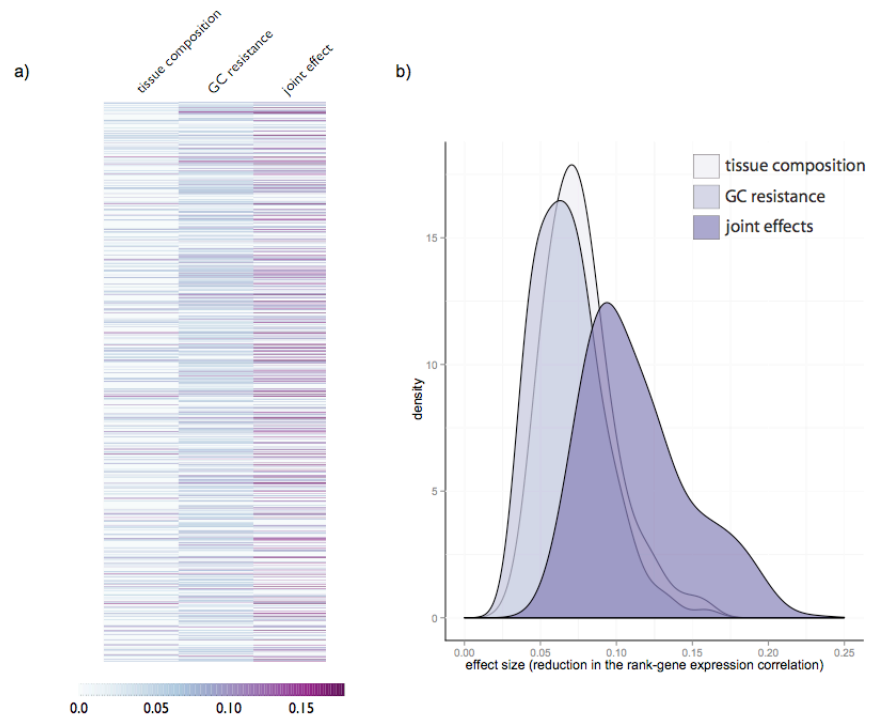 a)
tissue composition
GC resistance
joint effect
0.0 0.05 0.10 0.15
b)
tissue composition
GC resistance
joint effects
density
15
10
5
0
0.00 0.05 0.10 0.15 0.20 0.25
effect size (reduction in the rank-gene expression correlation)